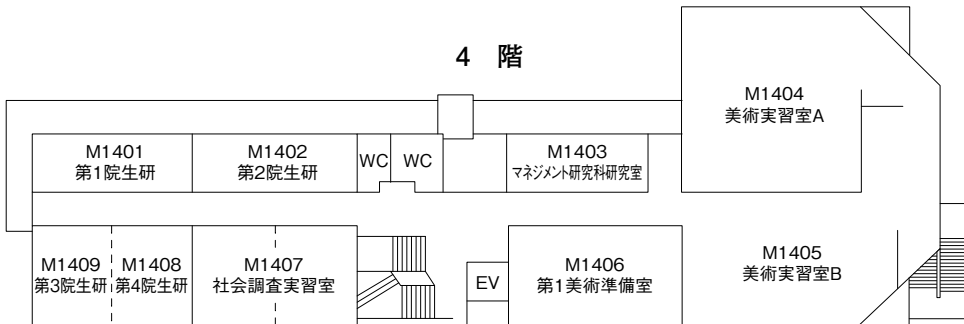 4 階
M1404
美術実習室A
M1401
第1院生研
M1402
第2院生研
WC
WC
M1403
マネジメント研究科研究室
M1409
第3院生研
M1408
第4院生研
M1407
社会調査実習室
EV
M1406
第1美術準備室
M1405
美術実習室B